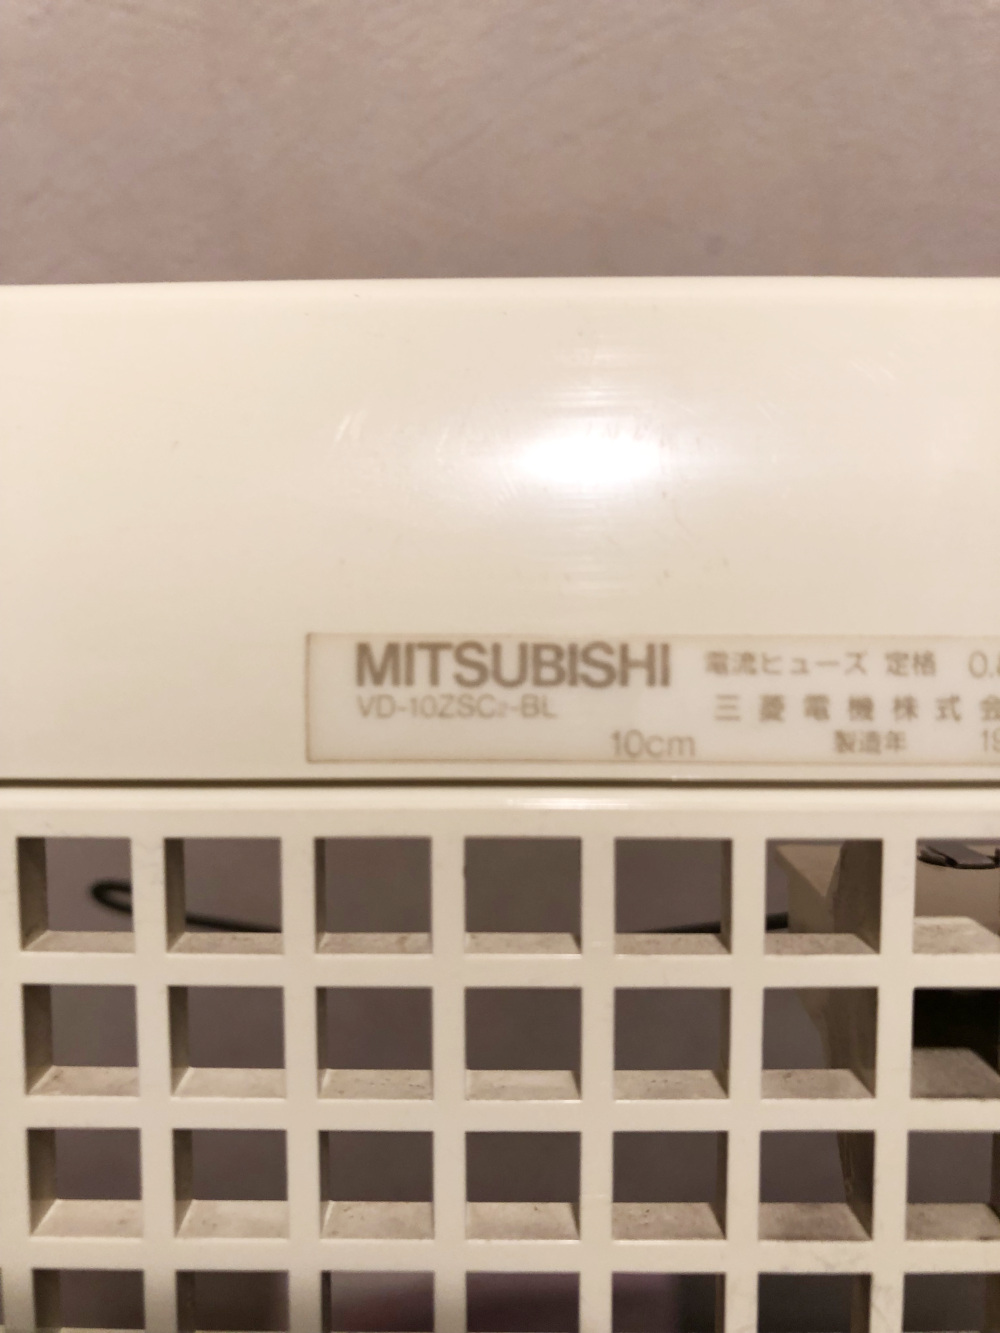 MITSUBISHI 電流ヒューズ 定格 0.
VD-10ZSC₂-BL 三菱電機株式会
10cm 製造年 19